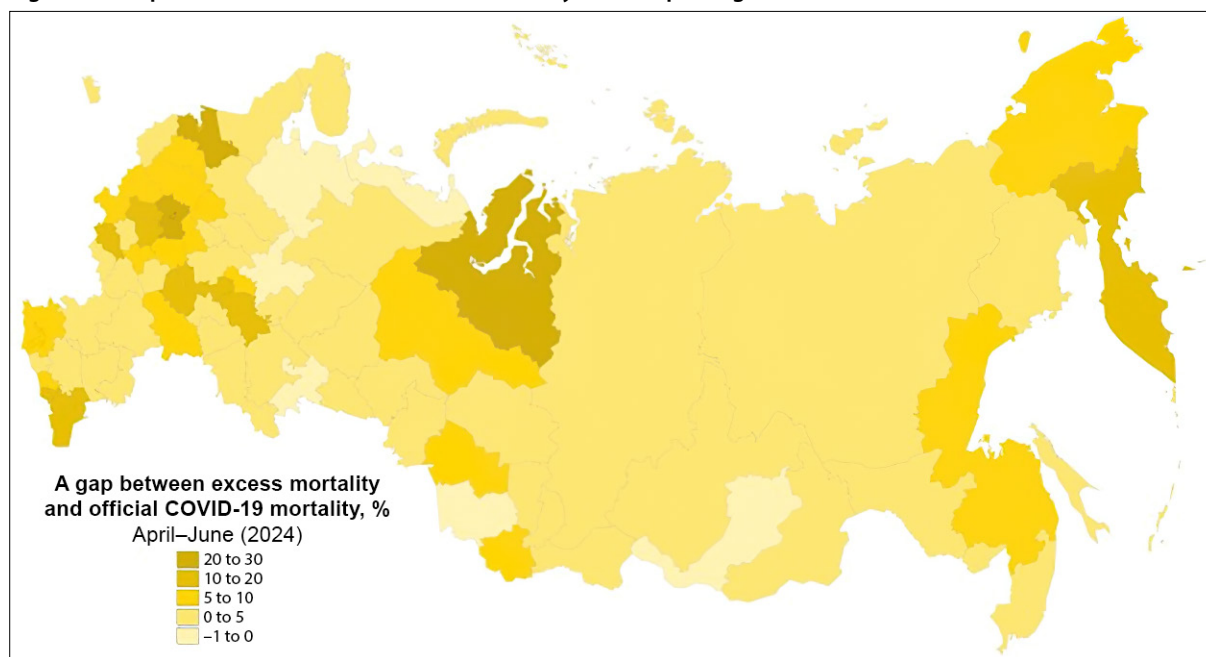 A gap between excess mortality
and official COVID-19 mortality, %
April–June (2024)
20 to 30
10 to 20
5 to 10
0 to 5
–1 to 0